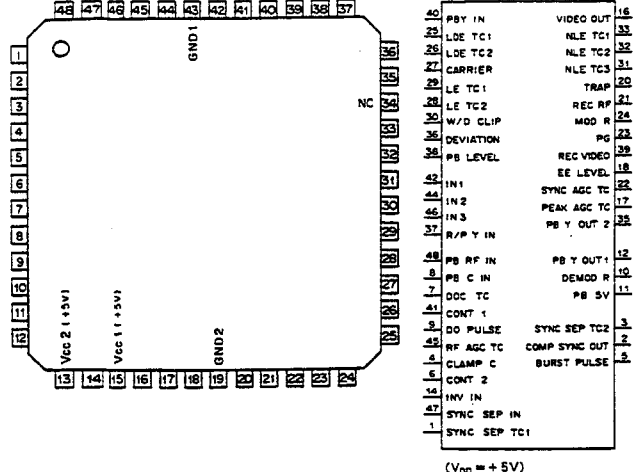 48 47 46 45 44 43 42 41 40 39 38 37
GND1
1
2
3
4
5
6
7
8
9
10
11
12
36
35
NC 34
33
32
31
30
29
28
27
26
25
Vcc 2 (+5V)
Vcc 1 (+5V)
GND2
13 14 15 16 17 18 19 20 21 22 23 24
40 PBY IN
25 LDE TC1
26 LDE TC2
27 CARRIER
29 LE TC1
28 LE TC2
30 W/D CLIP
36 DEVIATION
38 PB LEVEL
42 IN1
44 IN2
46 IN3
37 R/P Y IN
48 PB RF IN
8 PB C IN
7 DOC TC
41 CONT 1
9 DO PULSE
45 RF AGC TC
4 CLAMP C
6 CONT 2
14 INV IN
47 SYNC SEP IN
1 SYNC SEP TC1
VIDEO OUT 16
NLE TC1 33
NLE TC2 32
NLE TC3 31
TRAP 20
REC RF 21
MOD R 24
PG 23
REC VIDEO 39
EE LEVEL 18
SYNC AGC TC 22
PEAK AGC TC 17
PB Y OUT 2 35
PB Y OUT1 12
DEMOD R 10
PB 5V 11
SYNC SEP TC2 3
COMP SYNC OUT 2
BURST PULSE 5
(VDD = +5V)